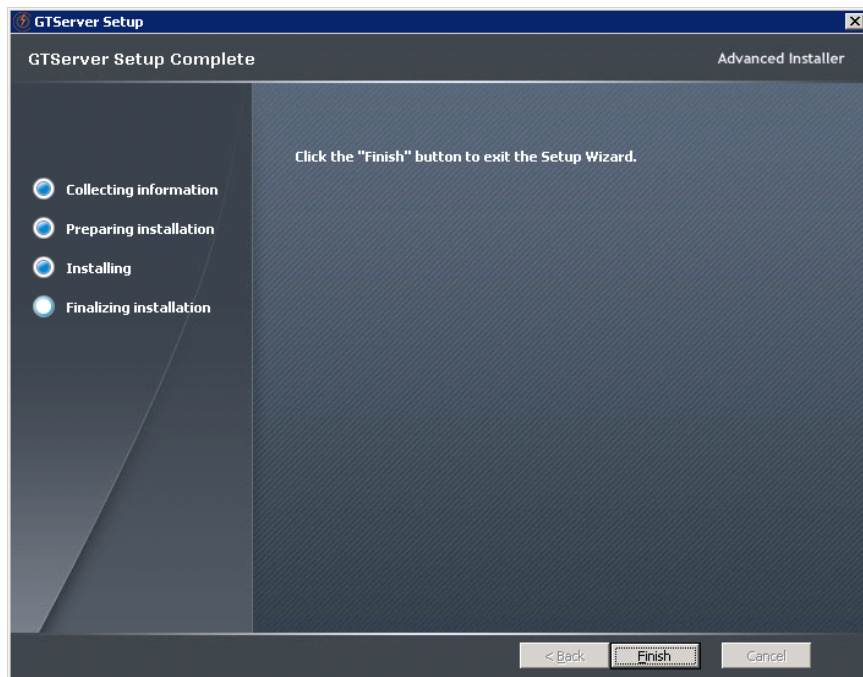 GTServer Setup
GTServer Setup Complete
Advanced Installer
Click the "Finish" button to exit the Setup Wizard.
Collecting information
Preparing installation
Installing
Finalizing installation
< Back
Finish
Cancel